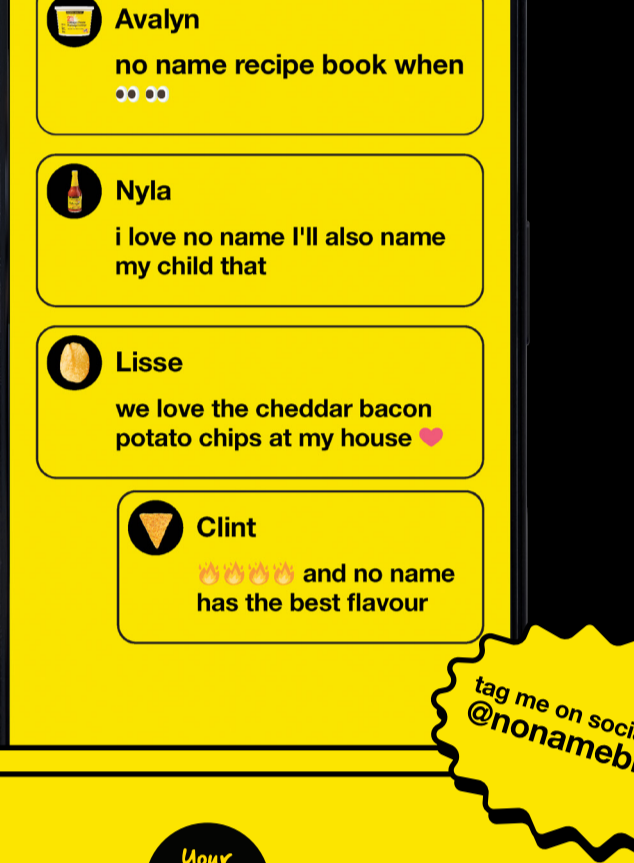 Avalyn
no name recipe book when
👀 👀
Nyla
i love no name I'll also name
my child that
Lisse
we love the cheddar bacon
potato chips at my house 💗
Clint
🔥🔥🔥🔥 and no name
has the best flavour
tag me on soci
@nonameb
Your